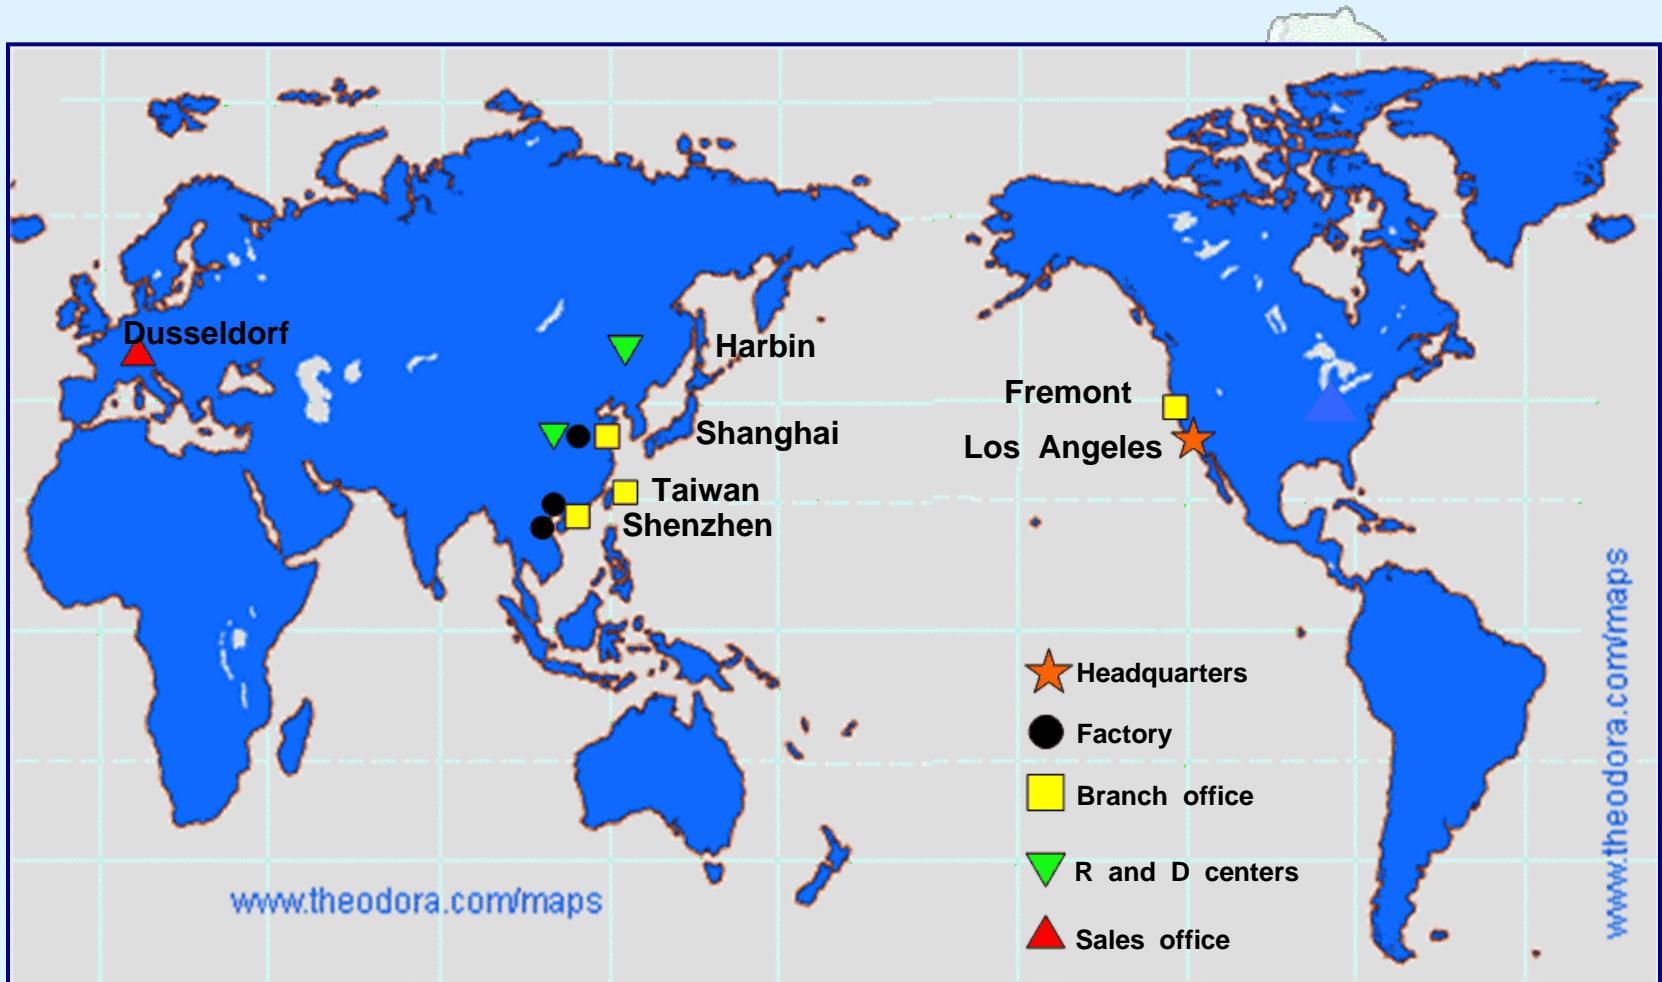 Dusseldorf
Harbin
Fremont
Shanghai
Los Angeles
Taiwan
Shenzhen
Headquarters
Factory
Branch office
R and D centers
Sales office
www.theodora.com/maps
www.theodora.com/maps